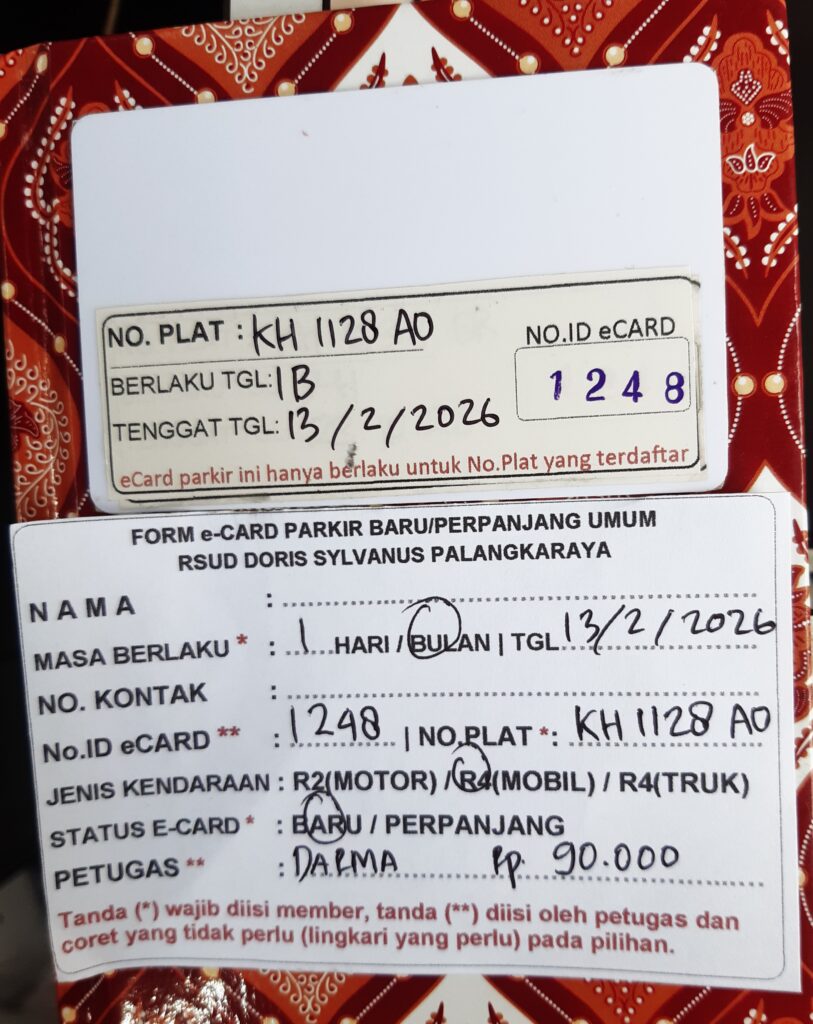 NO. PLAT : KH 1128 AO
NO.ID eCARD
1248
BERLAKU TGL: 1B
TENGGAT TGL: 13/2/2026
eCard parkir ini hanya berlaku untuk No.Plat yang terdaftar
FORM e-CARD PARKIR BARU/PERPANJANG UMUM
RSUD DORIS SYLVANUS PALANGKARAYA
NAMA :
MASA BERLAKU * : 1 HARI / BULAN | TGL 13/2/2026
NO. KONTAK :
No.ID eCARD ** : 1248 | NO.PLAT *: KH 1128 AO
JENIS KENDARAAN : R2(MOTOR) / R4(MOBIL) / R4(TRUK)
STATUS E-CARD * : BARU / PERPANJANG
PETUGAS ** : DARMA Rp. 90.000
Tanda (*) wajib diisi member, tanda (**) diisi oleh petugas dan
coret yang tidak perlu (lingkari yang perlu) pada pilihan.